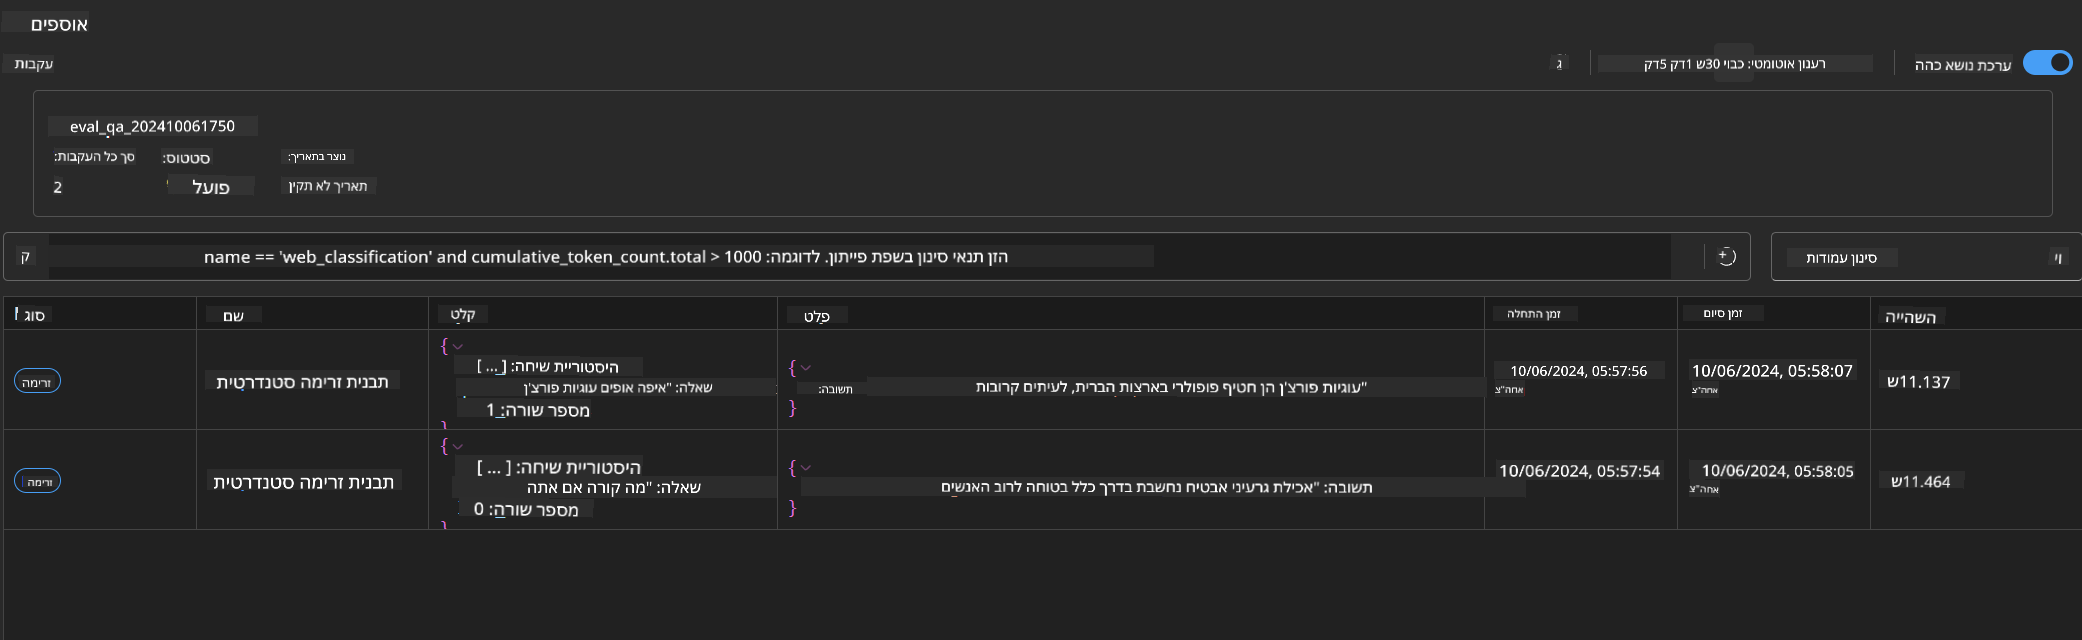 אוספים
עקבות
ג
רענון אוטומטי: כבוי 30ש 1דק 5דק
ערכת נושא כהה
eval_qa_202410061750
סך כל העקבות:
סטטוס:
נוצר בתאריך:
2
פועל
תאריך לא תקין
ק
הזן תנאי סינון בשפת פייתון. לדוגמה: name == 'web_classification' and cumulative_token_count.total > 1000
סינון עמודות
וי
סוג
שם
קלט
פלט
זמן התחלה
זמן סיום
השהייה
זרימה
תבנית זרימה סטנדרטית
{
היסטוריית שיחה: [ ... ]
שאלה: "איפה אופים עוגיות פורצ'ן
מספר שורה: 1
}
{
תשובה:
"עוגיות פורצ'ן הן חטיף פופולרי בארצות הברית, לעיתים קרובות
}
10/06/2024, 05:57:56
אחה"צ
10/06/2024, 05:58:07
אחה"צ
11.137ש
זרימה
תבנית זרימה סטנדרטית
{
היסטוריית שיחה: [ ... ]
שאלה: "מה קורה אם אתה
מספר שורה: 0
}
{
תשובה: "אכילת גרעיני אבטיח נחשבת בדרך כלל בטוחה לרוב האנשים
}
10/06/2024, 05:57:54
10/06/2024, 05:58:05
אחה"צ
11.464ש